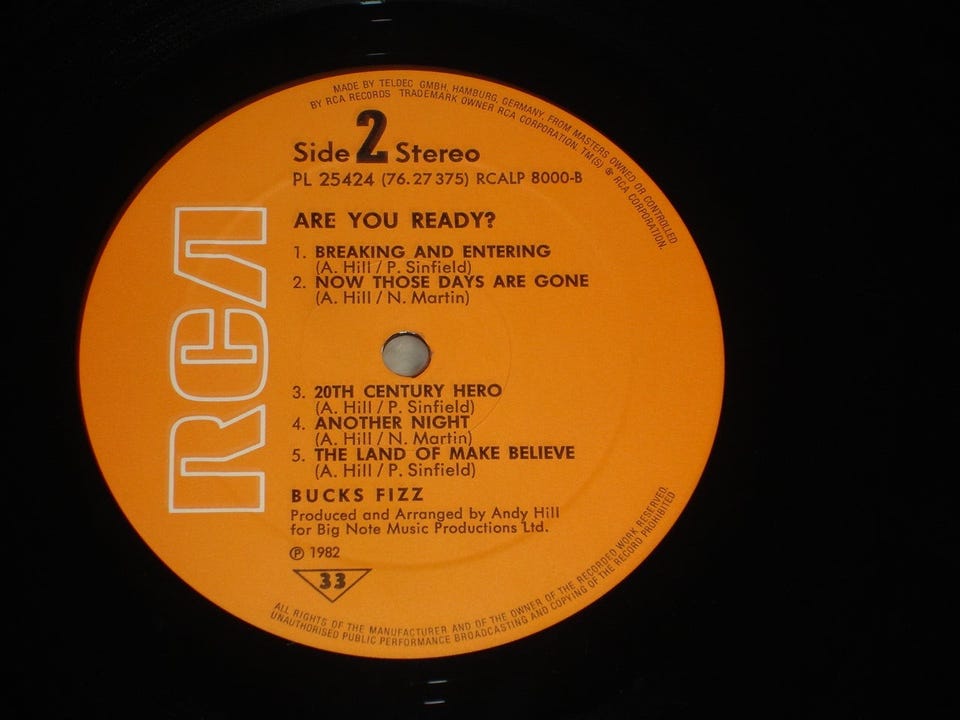 MADE BY TELDEC GMBH, HAMBURG, GERMANY, FROM MASTERS OWNED OR CONTROLLED
BY RCA RECORDS TRADEMARK OWNER RCA CORPORATION. TM(S) ® RCA CORPORATION.
Side 2 Stereo
PL 25424 (76.27 375) RCALP 8000-B
ARE YOU READY?
1. BREAKING AND ENTERING
(A. Hill / P. Sinfield)
2. NOW THOSE DAYS ARE GONE
(A. Hill / N. Martin)
RCA
3. 20TH CENTURY HERO
(A. Hill / P. Sinfield)
4. ANOTHER NIGHT
(A. Hill / N. Martin)
5. THE LAND OF MAKE BELIEVE
(A. Hill / P. Sinfield)
BUCKS FIZZ
Produced and Arranged by Andy Hill
for Big Note Music Productions Ltd.
℗ 1982
33
ALL RIGHTS OF THE MANUFACTURER AND OF THE OWNER OF THE RECORDED WORK RESERVED.
UNAUTHORISED PUBLIC PERFORMANCE BROADCASTING AND COPYING OF THE RECORD PROHIBITED